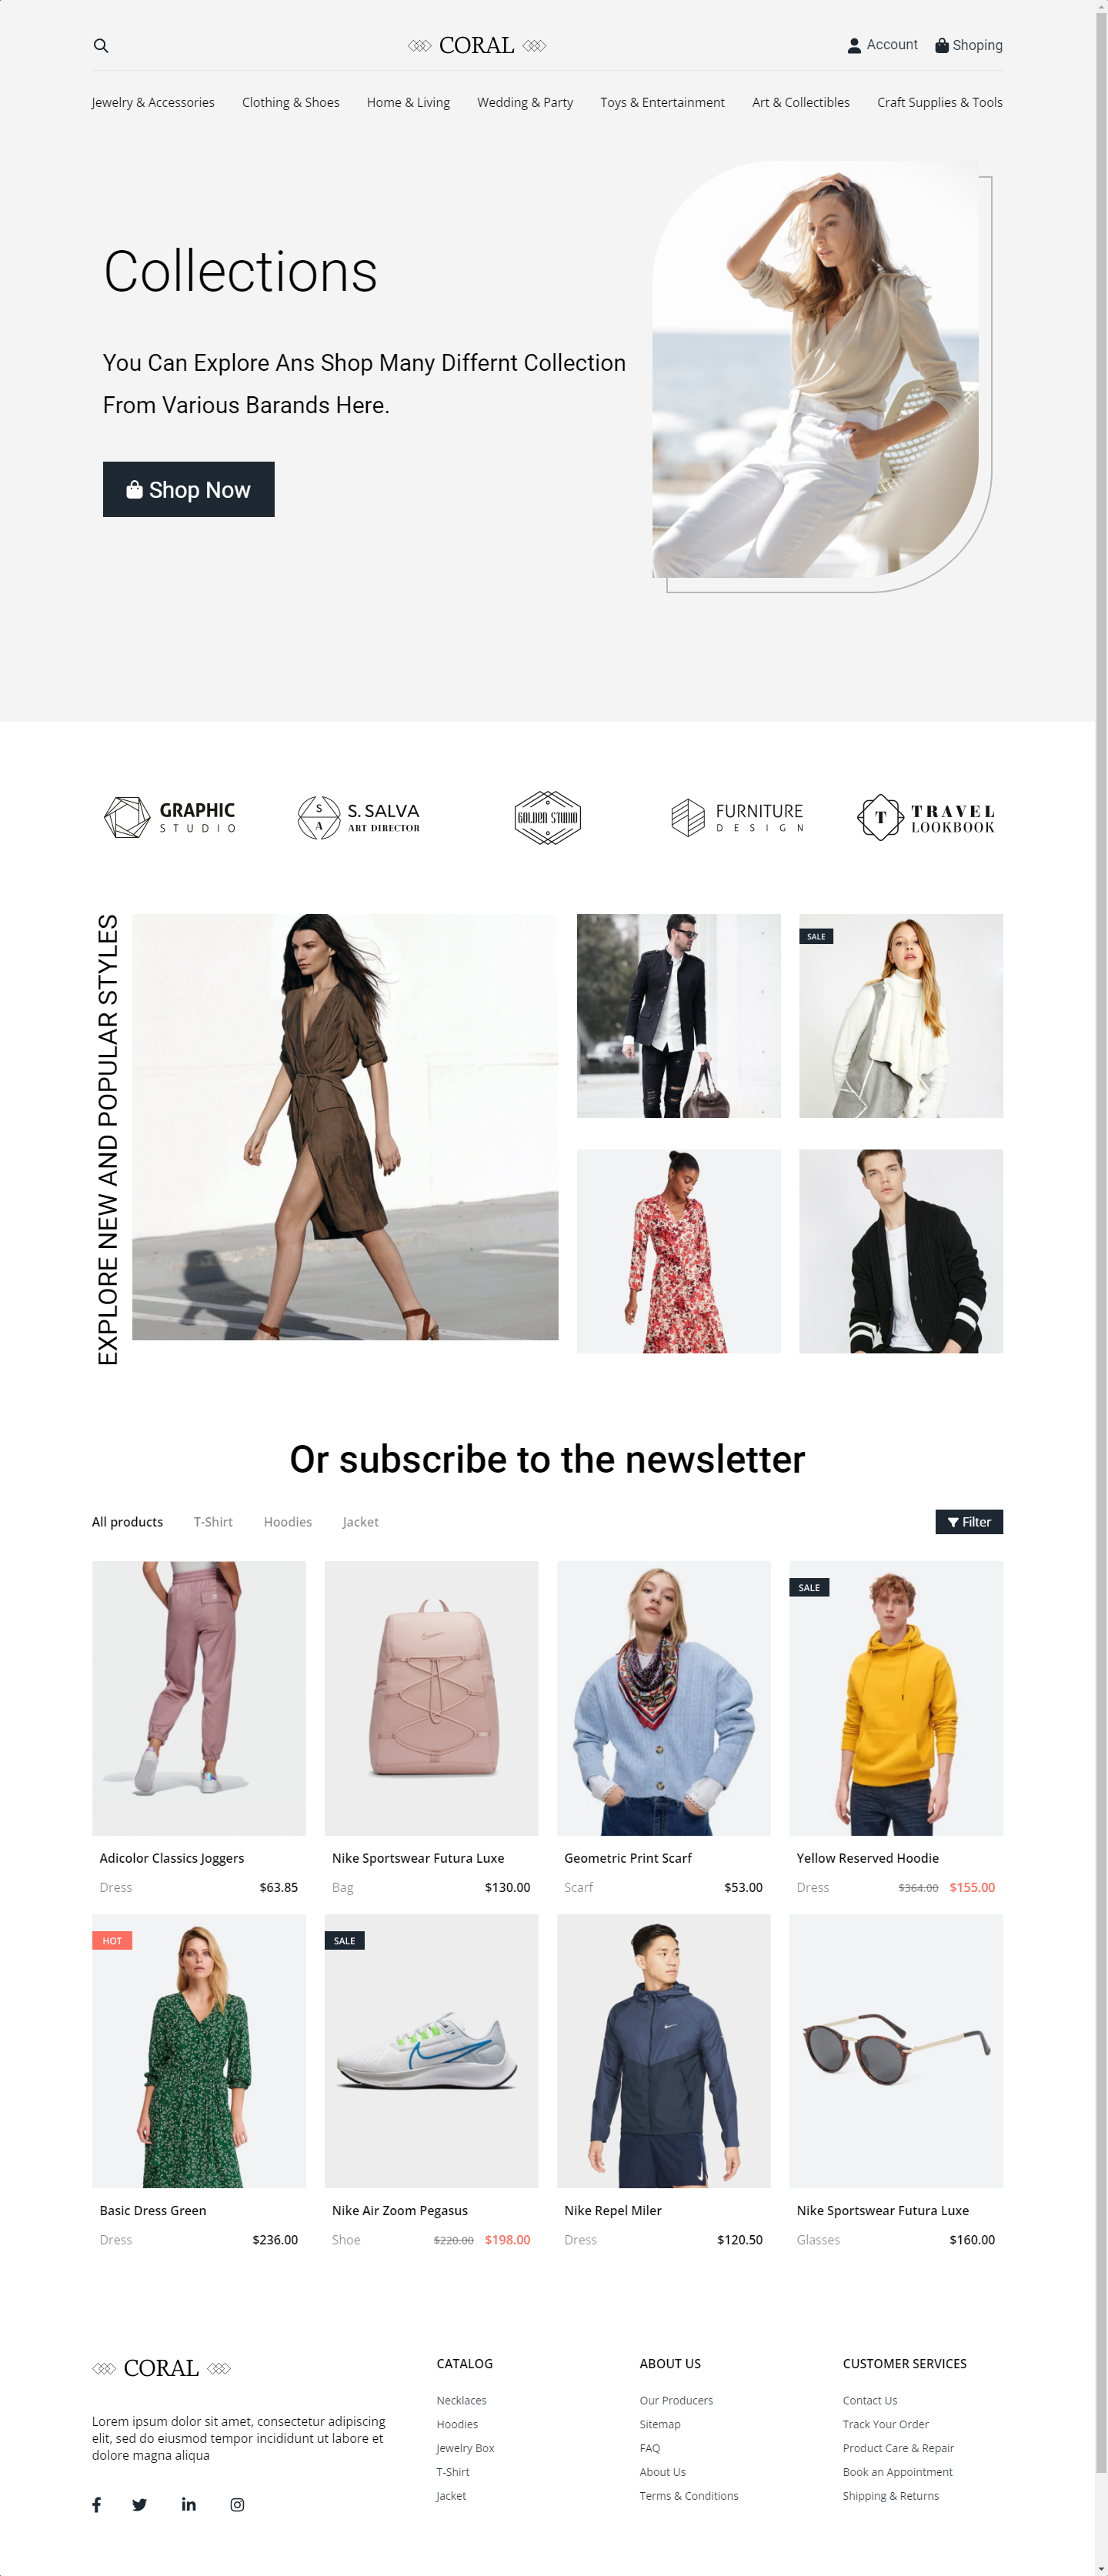 CORAL
Account
Shoping
Jewelry & Accessories
Clothing & Shoes
Home & Living
Wedding & Party
Toys & Entertainment
Art & Collectibles
Craft Supplies & Tools
Collections
You Can Explore Ans Shop Many Differnt Collection
From Various Barands Here.
Shop Now
GRAPHIC
STUDIO
S
A
S. SALVA
ART DIRECTOR
GOLDEN STUDIO
FURNITURE
DESIGN
T
TRAVEL
LOOKBOOK
EXPLORE NEW AND POPULAR STYLES
SALE
Or subscribe to the newsletter
All products
T-Shirt
Hoodies
Jacket
Filter
SALE
Adicolor Classics Joggers
Dress $63.85
Nike Sportswear Futura Luxe
Bag $130.00
Geometric Print Scarf
Scarf $53.00
Yellow Reserved Hoodie
Dress $364.00 $155.00
HOT
SALE
Basic Dress Green
Dress $236.00
Nike Air Zoom Pegasus
Shoe $220.00 $198.00
Nike Repel Miler
Dress $120.50
Nike Sportswear Futura Luxe
Glasses $160.00
CORAL
Lorem ipsum dolor sit amet, consectetur adipiscing
elit, sed do eiusmod tempor incididunt ut labore et
dolore magna aliqua
CATALOG
Necklaces
Hoodies
Jewelry Box
T-Shirt
Jacket
ABOUT US
Our Producers
Sitemap
FAQ
About Us
Terms & Conditions
CUSTOMER SERVICES
Contact Us
Track Your Order
Product Care & Repair
Book an Appointment
Shipping & Returns